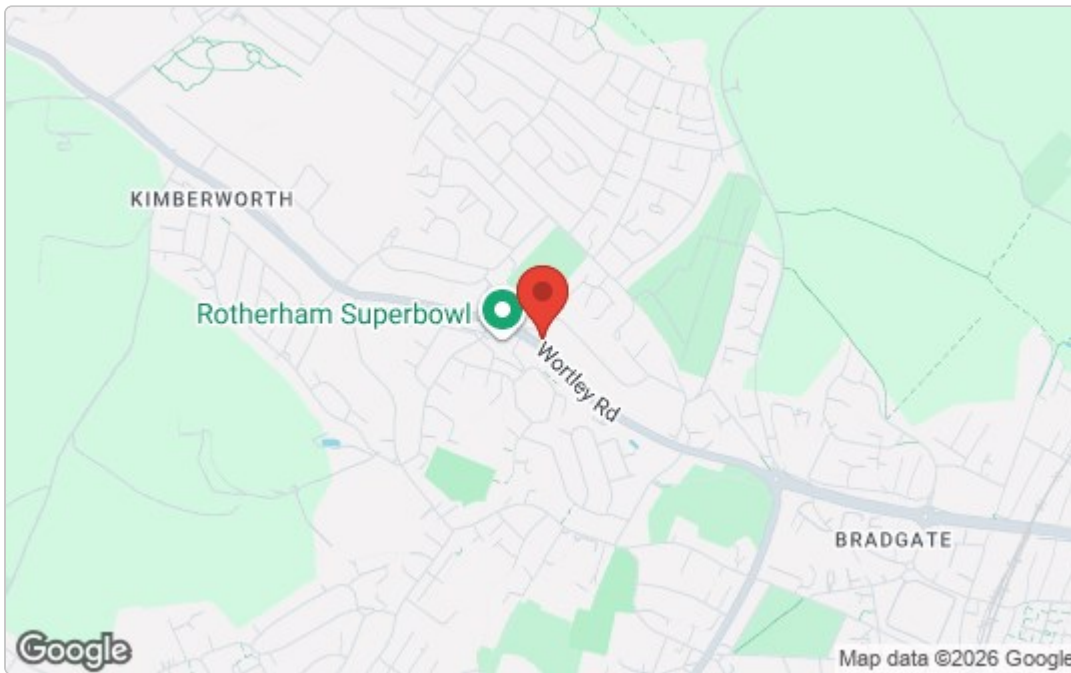 KIMBERWORTH
Rotherham Superbowl
Wortley Rd
BRADGATE
Google
Map data ©2026 Google